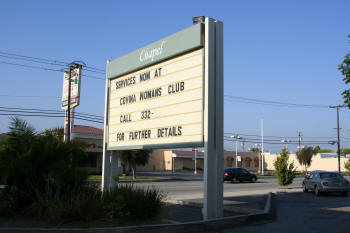 Chapel
SERVICES NOW AT
COVINA WOMANS CLUB
CALL 332-
FOR FURTHER DETAILS